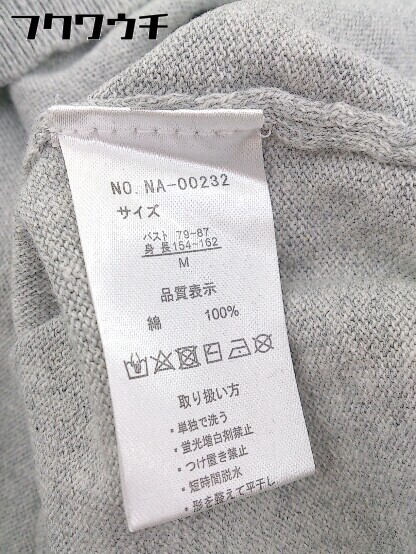 フクワウチ
NO. NA-00232
サイズ
バスト 79-87
身長154~162
M
品質表示
綿 100%
取り扱い方
・単独で洗う
・蛍光増白剤禁止
・つけ置き禁止
・短時間脱水
・形を整えて平干し